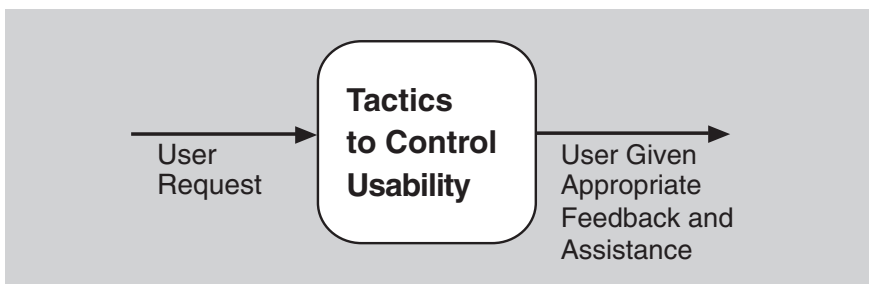 User
Request
Tactics
to Control
Usability
User Given
Appropriate
Feedback and
Assistance